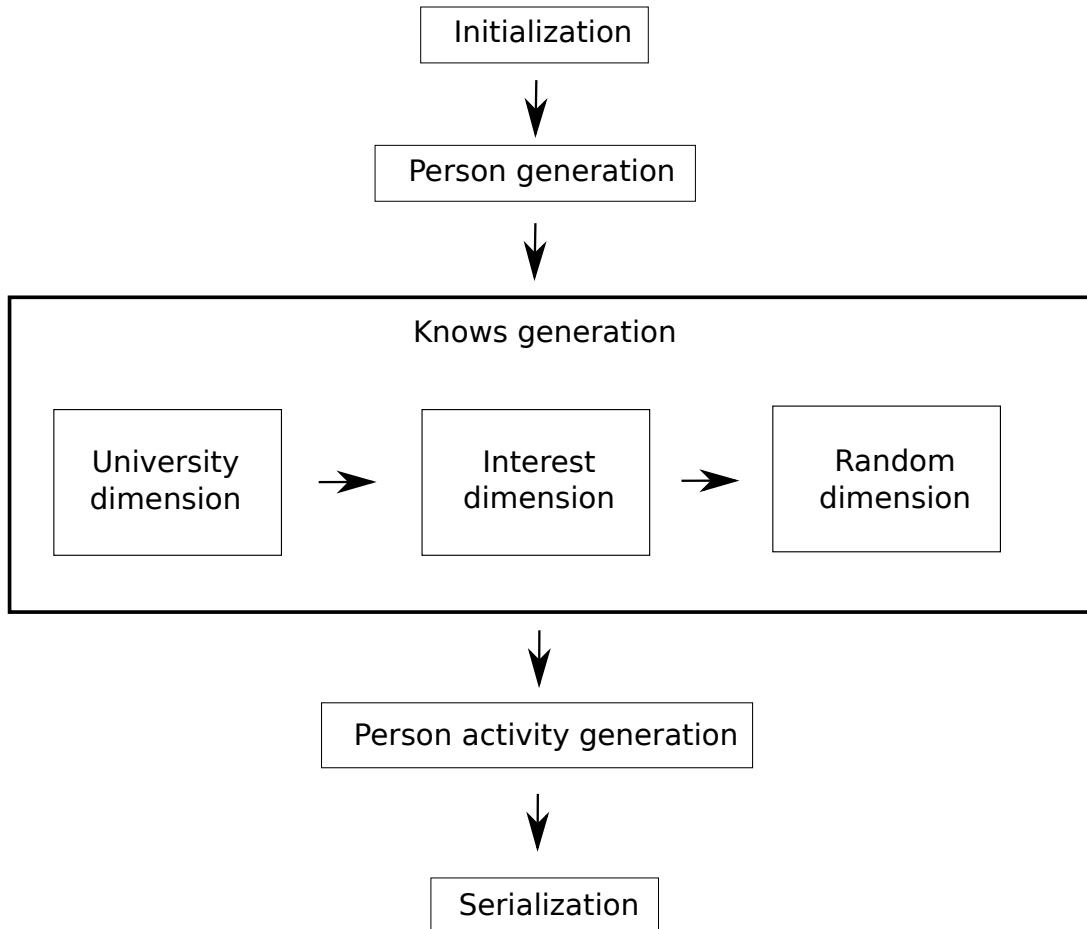 Initialization
Person generation
Knows generation
University
dimension
Interest
dimension
Random
dimension
Person activity generation
Serialization